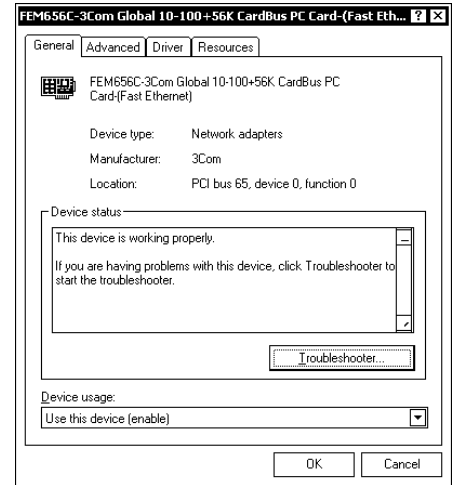 FEM656C-3Com Global 10-100+56K CardBus PC Card-(Fast Eth...
General Advanced Driver Resources
FEM656C-3Com Global 10-100+56K CardBus PC
Card-(Fast Ethernet)
Device type: Network adapters
Manufacturer: 3Com
Location: PCI bus 65, device 0, function 0
Device status
This device is working properly.
If you are having problems with this device, click Troubleshooter to
start the troubleshooter.
Troubleshooter...
Device usage:
Use this device (enable)
OK Cancel